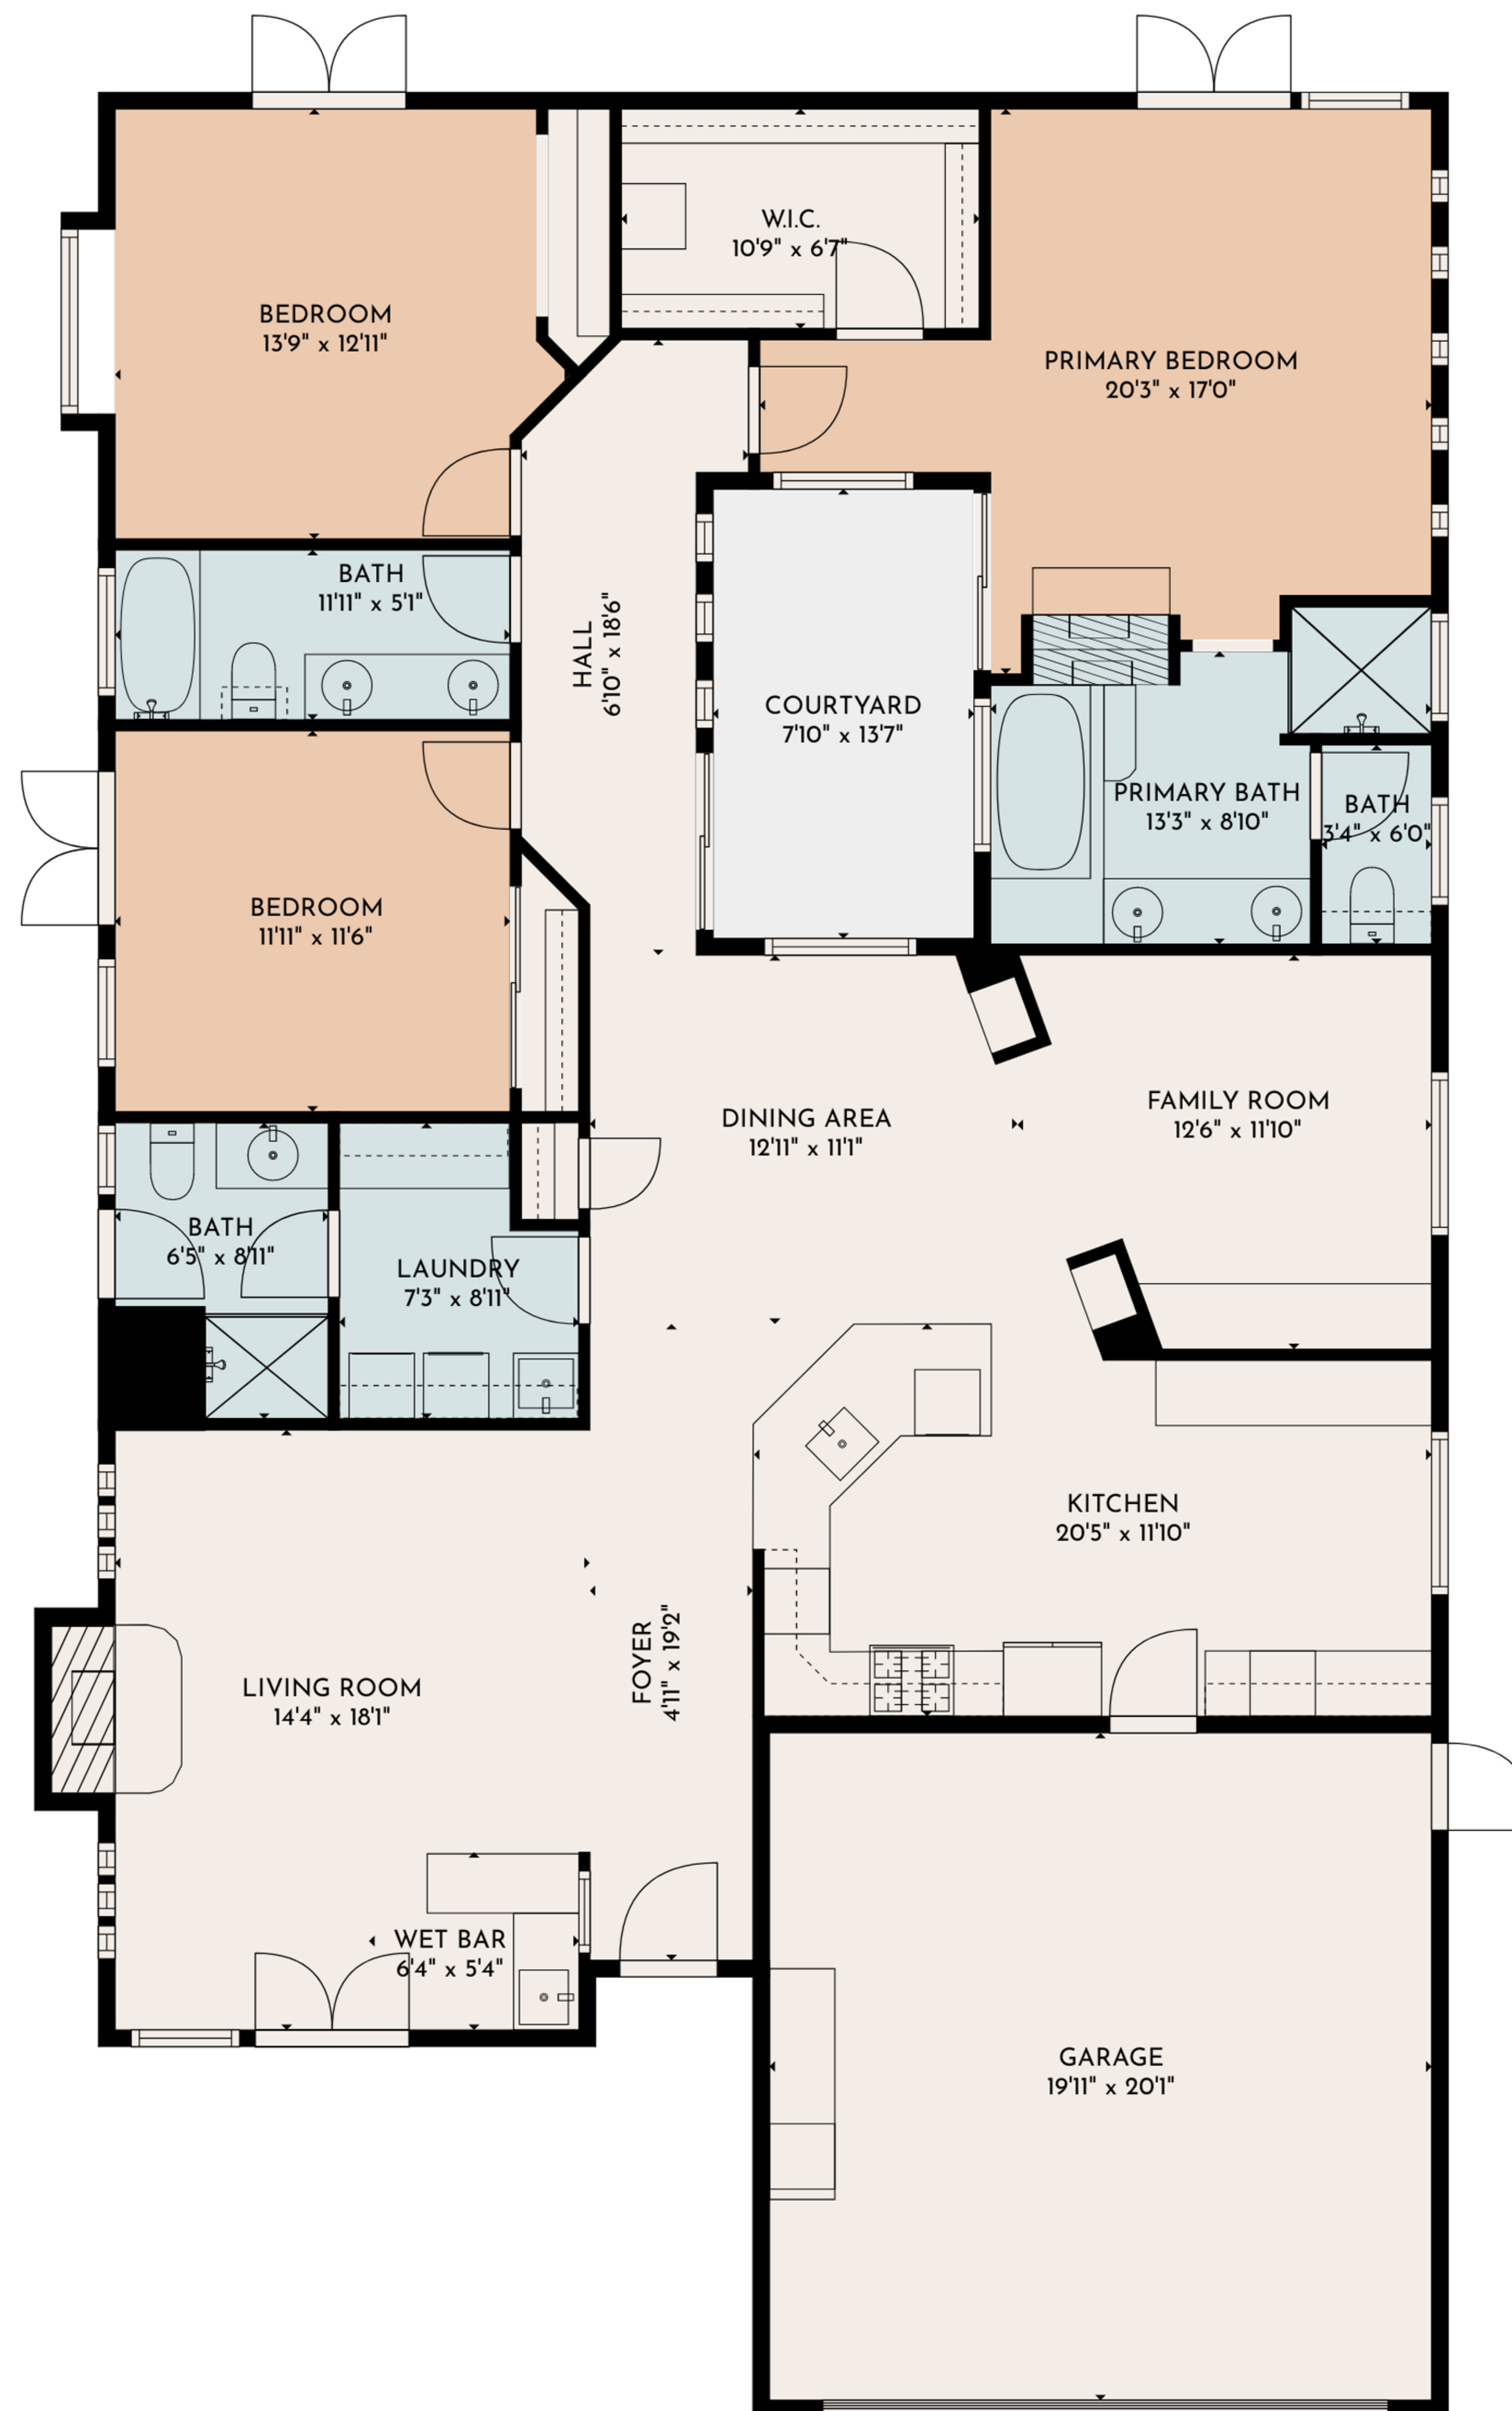 W.I.C.
10'9" x 6'7"
BEDROOM
13'9" x 12'11"
PRIMARY BEDROOM
20'3" x 17'0"
BATH
11'11" x 5'1"
HALL
6'10" x 18'6"
COURTYARD
7'10" x 13'7"
PRIMARY BATH
13'3" x 8'10"
BATH
3'4" x 6'0"
BEDROOM
11'11" x 11'6"
DINING AREA
12'11" x 11'1"
FAMILY ROOM
12'6" x 11'10"
BATH
6'5" x 8'11"
LAUNDRY
7'3" x 8'11"
KITCHEN
20'5" x 11'10"
LIVING ROOM
14'4" x 18'1"
FOYER
4'11" x 19'2"
WET BAR
6'4" x 5'4"
GARAGE
19'11" x 20'1"